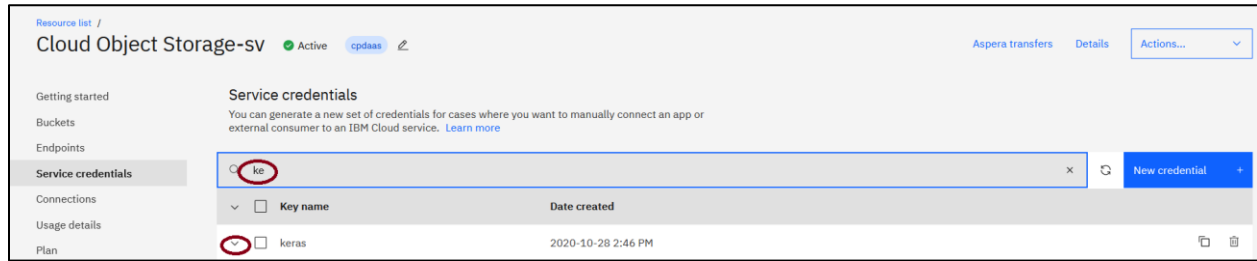 Resource list /
Cloud Object Storage-sv Active cpdaas Aspera transfers Details Actions...
Getting started
Buckets
Endpoints
Service credentials
Connections
Usage details
Plan
Service credentials
You can generate a new set of credentials for cases where you want to manually connect an app or
external consumer to an IBM Cloud service. Learn more
ke New credential +
Key name Date created
keras 2020-10-28 2:46 PM